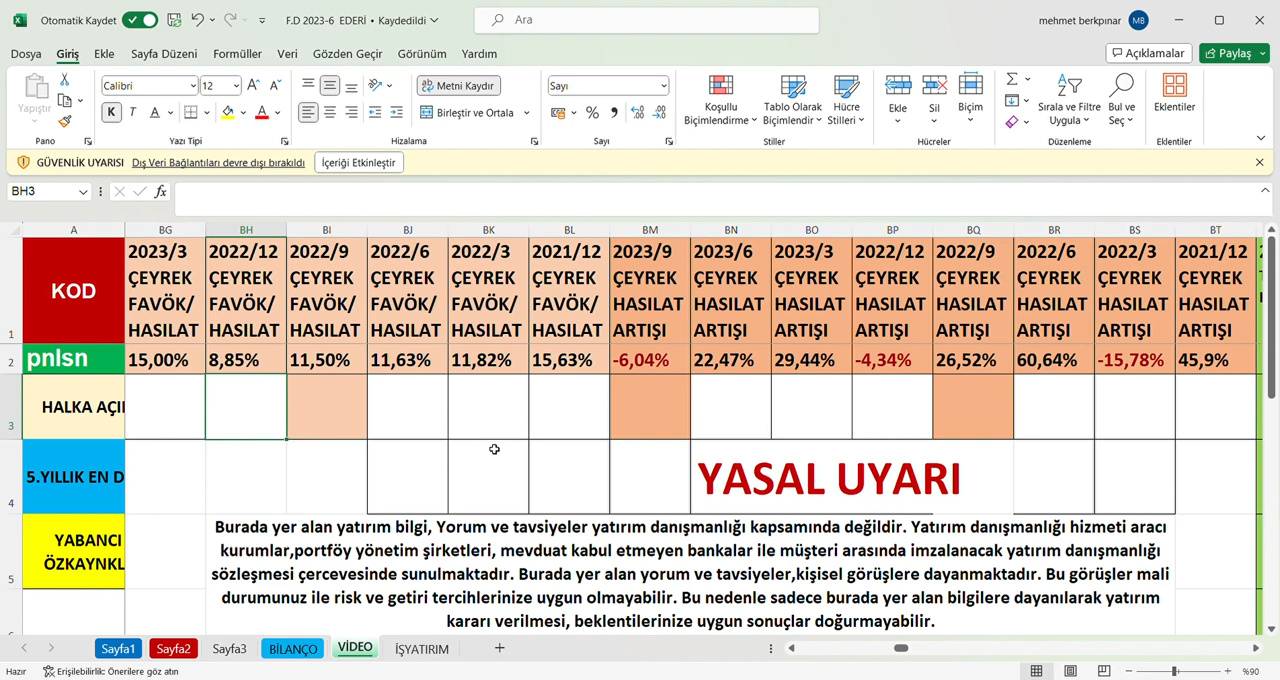 Otomatik Kaydet
F.D 2023-6 EDERİ • Kaydedildi
Ara
mehmet berkpınar MB
Dosya Giriş Ekle Sayfa Düzeni Formüller Veri Gözden Geçir Görünüm Yardım
Açıklamalar Paylaş
Yapıştır
Pano
Calibri 12
K T A
Yazı Tipi
Metni Kaydır
Birleştir ve Ortala
Hizalama
Sayı
Sayı
Koşullu Biçimlendirme
Tablo Olarak Biçimlendir
Hücre Stilleri
Stiller
Ekle Sil Biçim
Hücreler
Sırala ve Filtre Uygula
Bul ve Seç
Düzenleme
Eklentiler
Eklentiler
GÜVENLİK UYARISI Dış Veri Bağlantıları devre dışı bırakıldı İçeriği Etkinleştir
BH3 fx
A BG BH BI BJ BK BL BM BN BO BP BQ BR BS BT
1 KOD
2023/3 ÇEYREK FAVÖK/ HASILAT
2022/12 ÇEYREK FAVÖK/ HASILAT
2022/9 ÇEYREK FAVÖK/ HASILAT
2022/6 ÇEYREK FAVÖK/ HASILAT
2022/3 ÇEYREK FAVÖK/ HASILAT
2021/12 ÇEYREK FAVÖK/ HASILAT
2023/9 ÇEYREK HASILAT ARTIŞI
2023/6 ÇEYREK HASILAT ARTIŞI
2023/3 ÇEYREK HASILAT ARTIŞI
2022/12 ÇEYREK HASILAT ARTIŞI
2022/9 ÇEYREK HASILAT ARTIŞI
2022/6 ÇEYREK HASILAT ARTIŞI
2022/3 ÇEYREK HASILAT ARTIŞI
2021/12 ÇEYREK HASILAT ARTIŞI
2 pnlsn 15,00% 8,85% 11,50% 11,63% 11,82% 15,63% -6,04% 22,47% 29,44% -4,34% 26,52% 60,64% -15,78% 45,9%
3 HALKA AÇI
4 5.YILLIK EN D
YASAL UYARI
5 YABANCI
ÖZKAYNKL
Burada yer alan yatırım bilgi, Yorum ve tavsiyeler yatırım danışmanlığı kapsamında değildir. Yatırım danışmanlığı hizmeti aracı
kurumlar,portföy yönetim şirketleri, mevduat kabul etmeyen bankalar ile müşteri arasında imzalanacak yatırım danışmanlığı
sözleşmesi çercevesinde sunulmaktadır. Burada yer alan yorum ve tavsiyeler,kişisel görüşlere dayanmaktadır. Bu görüşler mali
durumunuz ile risk ve getiri tercihlerinize uygun olmayabilir. Bu nedenle sadece burada yer alan bilgilere dayanılarak yatırım
kararı verilmesi, beklentilerinize uygun sonuçlar doğurmayabilir.
Sayfa1 Sayfa2 Sayfa3 BİLANÇO VİDEO İŞYATIRIM
Hazır Erişilebilirlik: Önerilere göz atın %90